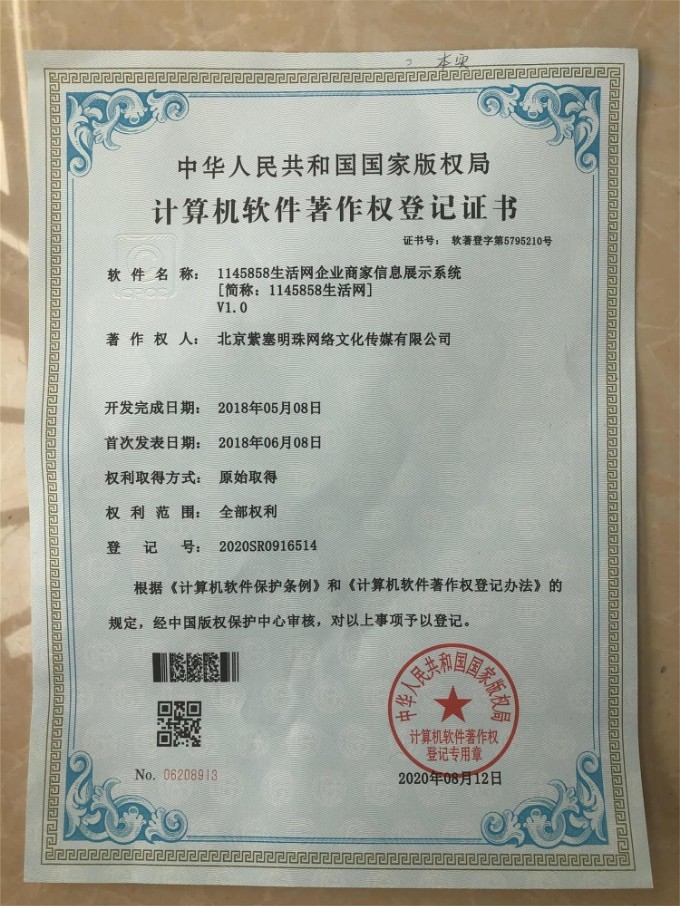 本实
中华人民共和国国家版权局
计算机软件著作权登记证书
证书号： 软著登字第5795210号
软件名称： 1145858生活网企业商家信息展示系统
[简称：1145858生活网]
V1.0
著作权人： 北京紫塞明珠网络文化传媒有限公司
开发完成日期： 2018年05月08日
首次发表日期： 2018年06月08日
权利取得方式： 原始取得
权利范围： 全部权利
登记号： 2020SR0916514
根据《计算机软件保护条例》和《计算机软件著作权登记办法》的
规定，经中国版权保护中心审核，对以上事项予以登记。
中华人民共和国国家版权局
计算机软件著作权
登记专用章
No. 06208913
2020年08月12日